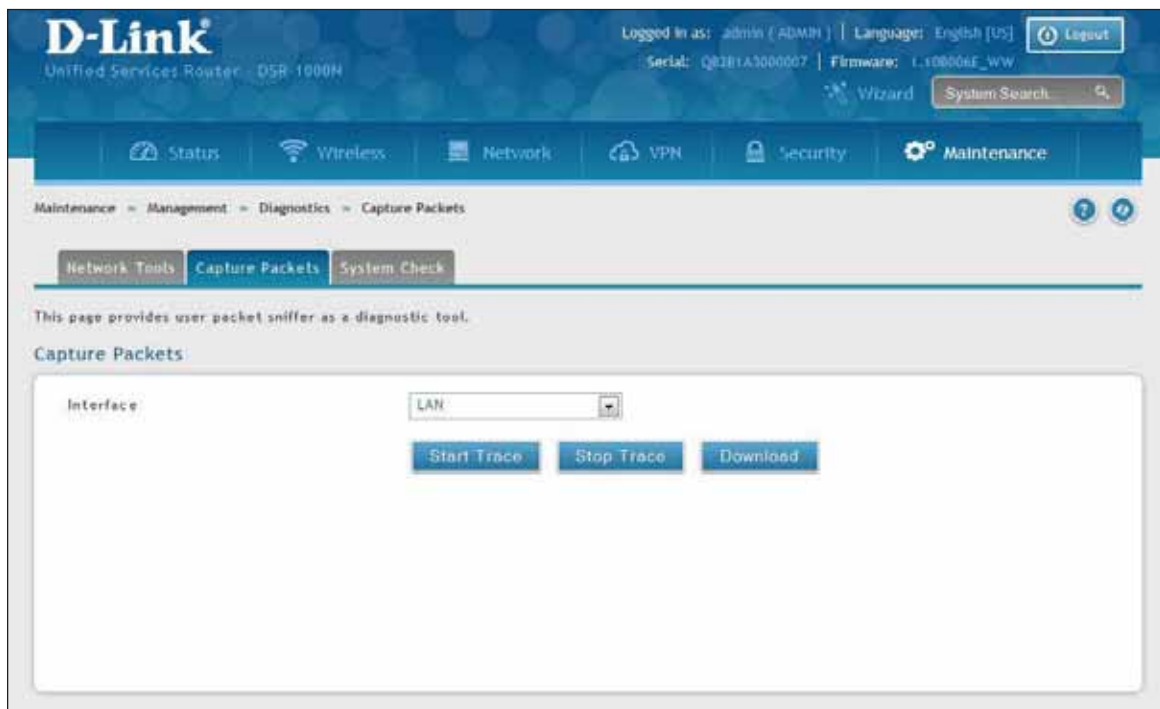 D-Link
Unified Services Router - DSR-1000N
Logged in as: admin ( ADMIN ) | Language: English [US]
Logout
Serial: | Firmware:
Wizard
System Search
Status
Wireless
Network
VPN
Security
Maintenance
Maintenance » Management » Diagnostics » Capture Packets
?
Network Tools
Capture Packets
System Check
This page provides user packet sniffer as a diagnostic tool.
Capture Packets
Interface
LAN
Start Trace
Stop Trace
Download